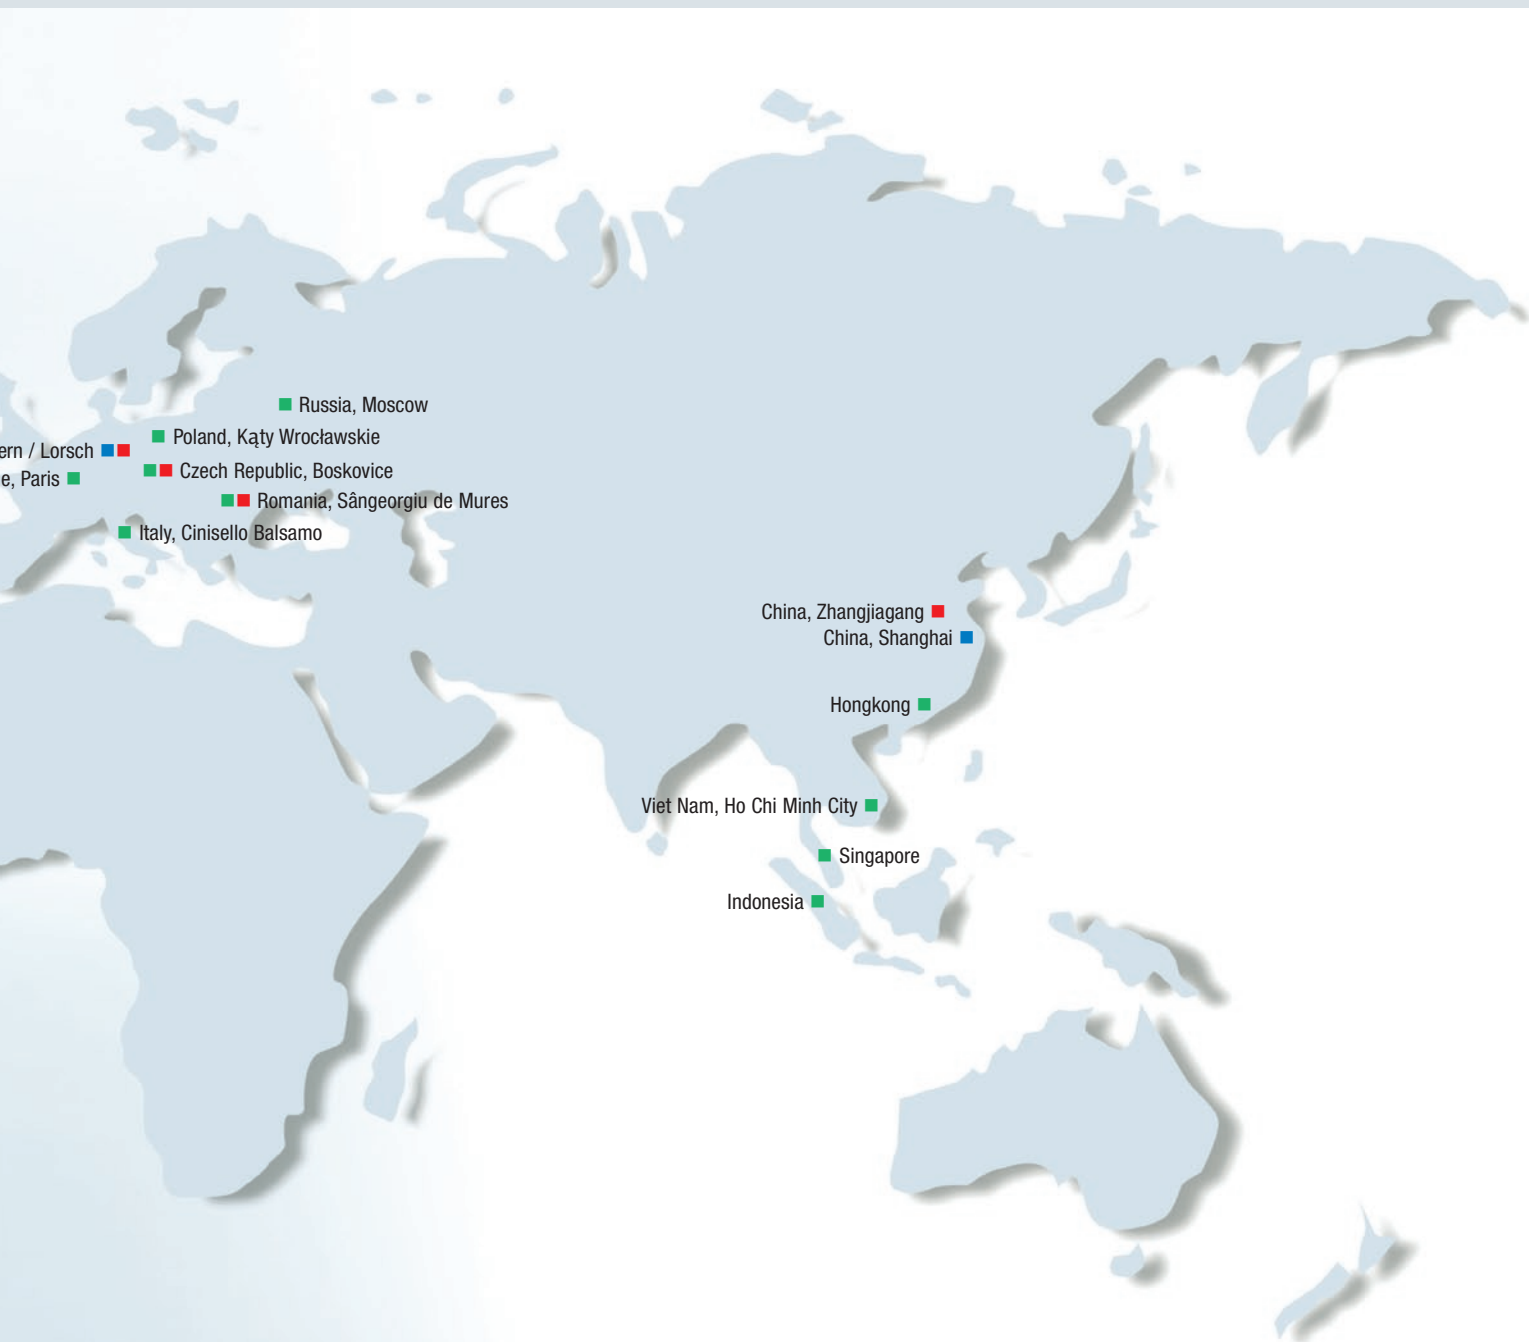 Russia, Moscow
Poland, Kąty Wrocławskie
ern / Lorsch
Czech Republic, Boskovice
e, Paris
Romania, Sângeorgiu de Mures
Italy, Cinisello Balsamo
China, Zhangjiagang
China, Shanghai
Hongkong
Viet Nam, Ho Chi Minh City
Singapore
Indonesia